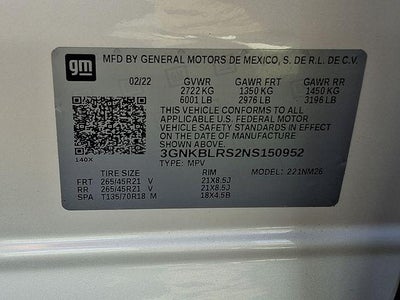 gm
MFD BY GENERAL MOTORS DE MEXICO, S. DE R.L. DE C.V.
02/22 GVWR GAWR FRT GAWR RR
2722 KG 1350 KG 1450 KG
6001 LB 2976 LB 3196 LB
THIS VEHICLE CONFORMS TO ALL
APPLICABLE U.S. FEDERAL MOTOR
VEHICLE SAFETY AND THEFT PREVENTION
STANDARDS IN EFFECT ON THE
DATE OF MANUFACTURE
SHOWN ABOVE.
3GNKBLRS2NS150952
140X
TYPE: MPV MODEL: 221NM26
TIRE SIZE RIM
FRT 265/45R21 V 21X8.5J
RR 265/45R21 V 21X8.5J
SPA T135/70R18 M 18X4.5B